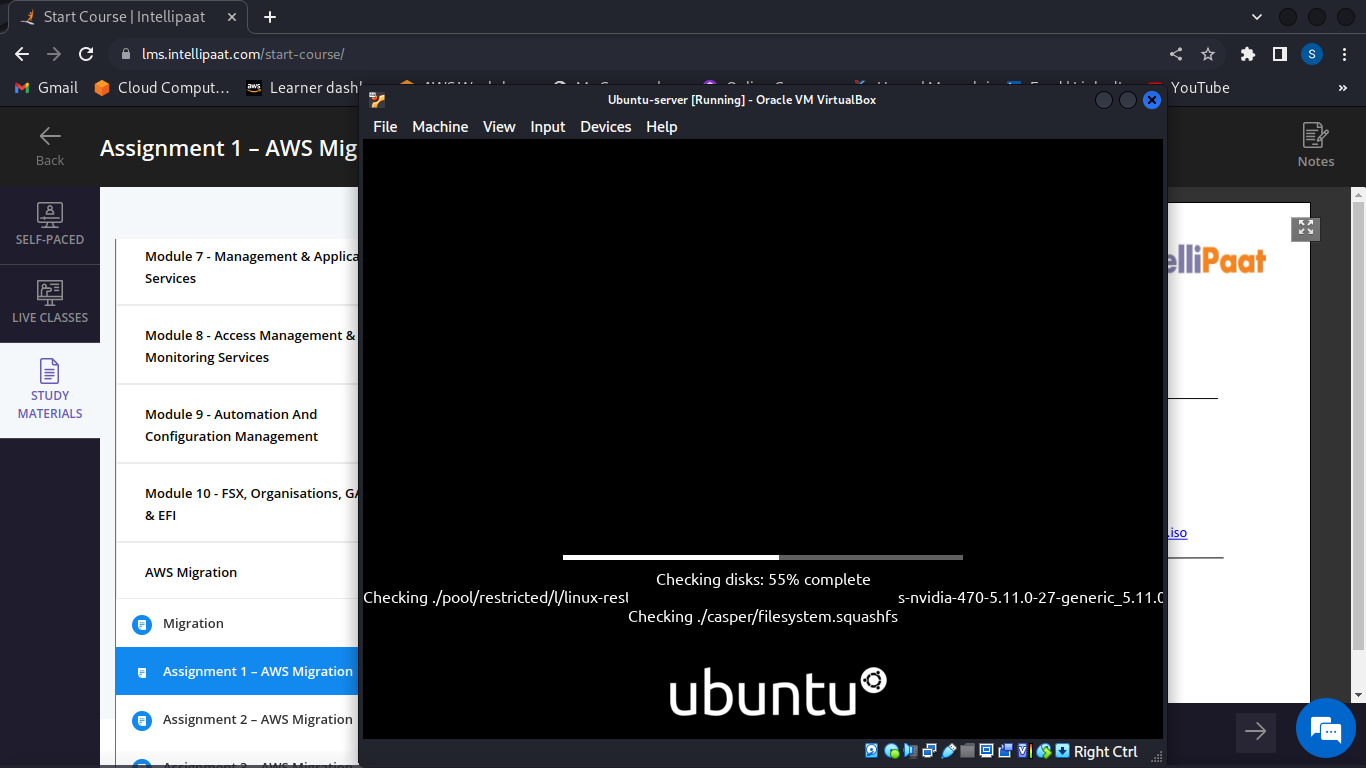 Start Course | Intellipaat
lms.intellipaat.com/start-course/
S
Gmail
Cloud Comput…
aws
Learner dashb
YouTube
»
Ubuntu-server [Running] - Oracle VM VirtualBox
File Machine View Input Devices Help
Back
Assignment 1 – AWS Mig
Notes
SELF-PACED
LIVE CLASSES
STUDY
MATERIALS
Module 7 - Management & Applica
Services
Module 8 - Access Management &
Monitoring Services
Module 9 - Automation And
Configuration Management
Module 10 - FSX, Organisations, GA
& EFI
AWS Migration
Migration
Assignment 1 – AWS Migration
Assignment 2 – AWS Migration
elliPaat
.iso
Checking disks: 55% complete
Checking ./pool/restricted/l/linux-rest
s-nvidia-470-5.11.0-27-generic_5.11.0
Checking ./casper/filesystem.squashfs
ubuntu
Right Ctrl